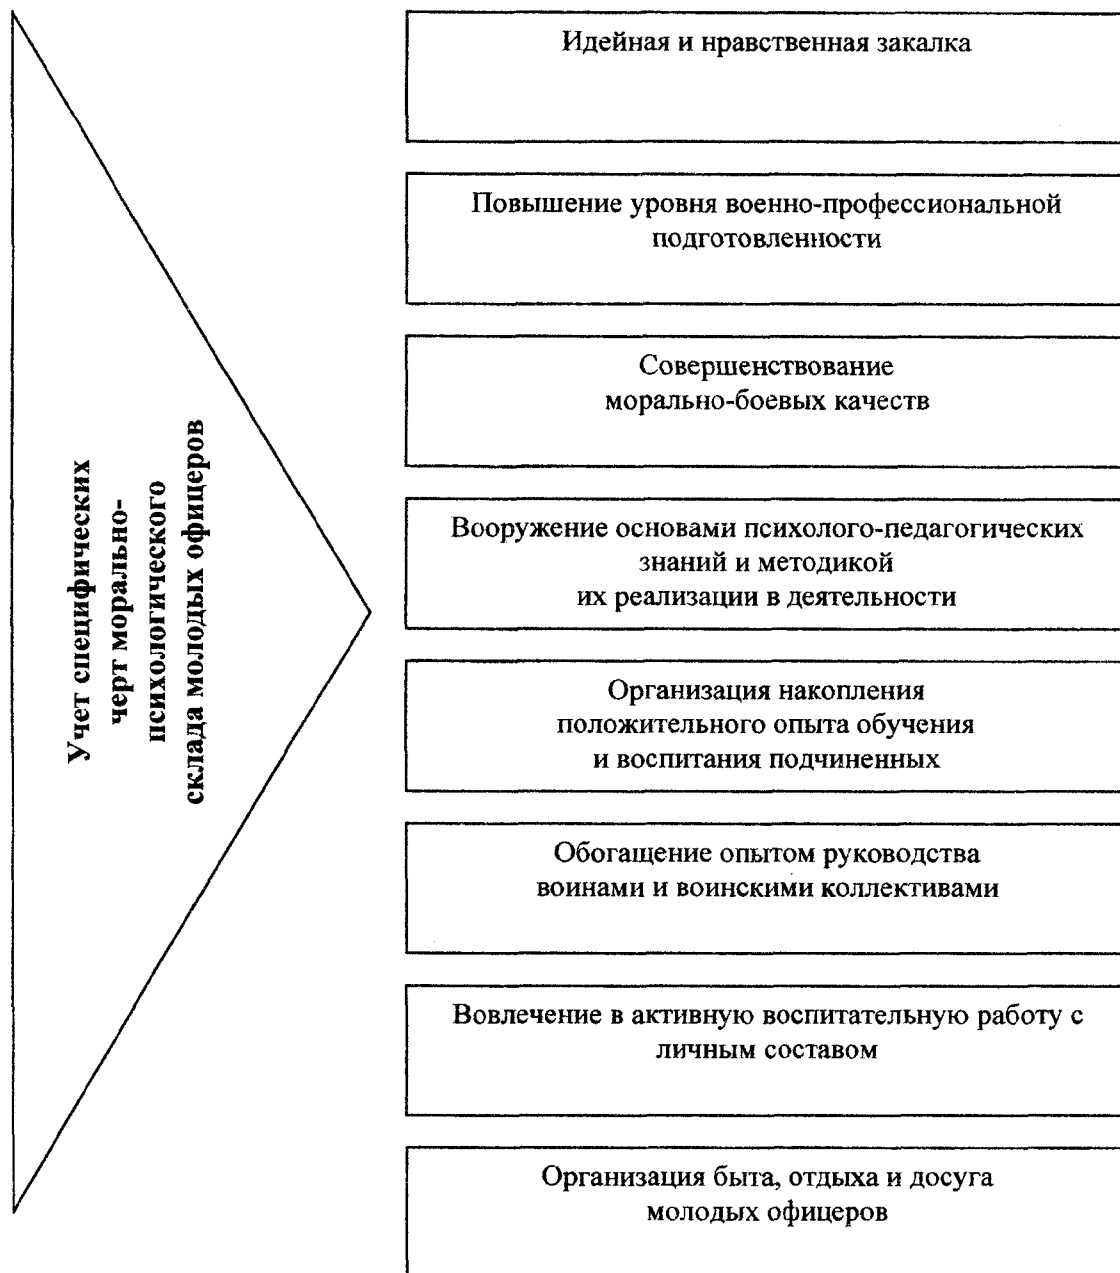 Учет специфических
черт морально-
психологического
склада молодых офицеров
Идейная и нравственная закалка
Повышение уровня военно-профессиональной
подготовленности
Совершенствование
морально-боевых качеств
Вооружение основами психолого-педагогических
знаний и методикой
их реализации в деятельности
Организация накопления
положительного опыта обучения
и воспитания подчиненных
Обогащение опытом руководства
воинами и воинскими коллективами
Вовлечение в активную воспитательную работу с
личным составом
Организация быта, отдыха и досуга
молодых офицеров